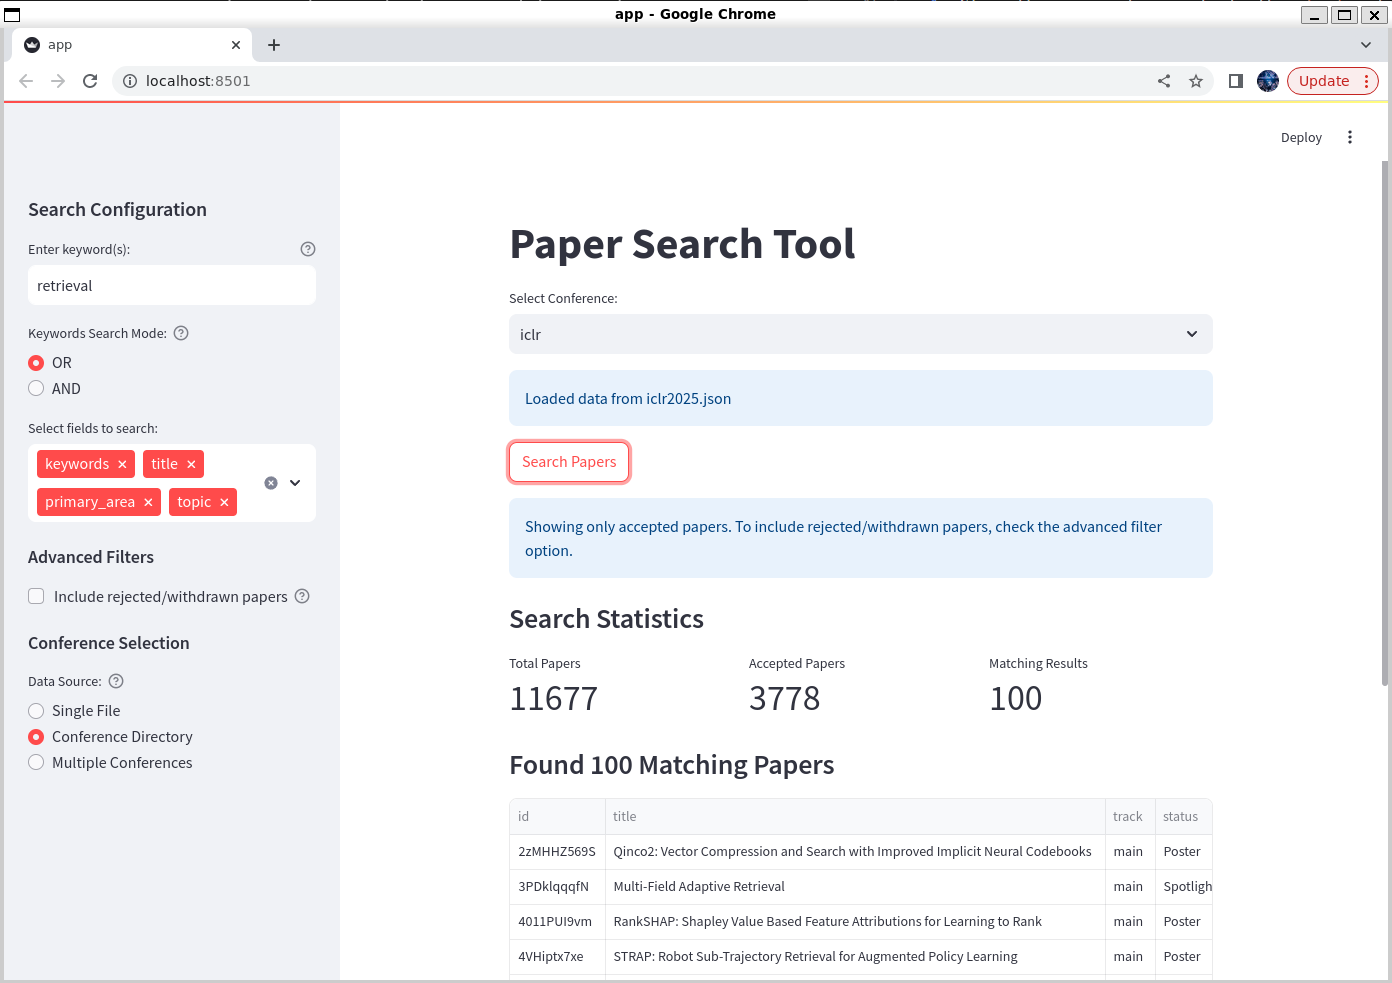 app - Google Chrome
app
localhost:8501
Update
Deploy
Search Configuration
Enter keyword(s):
retrieval
Keywords Search Mode:
OR
AND
Select fields to search:
keywords
title
primary_area
topic
Advanced Filters
Include rejected/withdrawn papers
Conference Selection
Data Source:
Single File
Conference Directory
Multiple Conferences
Paper Search Tool
Select Conference:
iclr
Loaded data from iclr2025.json
Search Papers
Showing only accepted papers. To include rejected/withdrawn papers, check the advanced filter
option.
Search Statistics
Total Papers Accepted Papers Matching Results
11677 3778 100
Found 100 Matching Papers
id title track status
2zMHHZ569S Qinco2: Vector Compression and Search with Improved Implicit Neural Codebooks main Poster
3PDklqqqfN Multi-Field Adaptive Retrieval main Spotligh
4011PUI9vm RankSHAP: Shapley Value Based Feature Attributions for Learning to Rank main Poster
4VHiptx7xe STRAP: Robot Sub-Trajectory Retrieval for Augmented Policy Learning main Poster